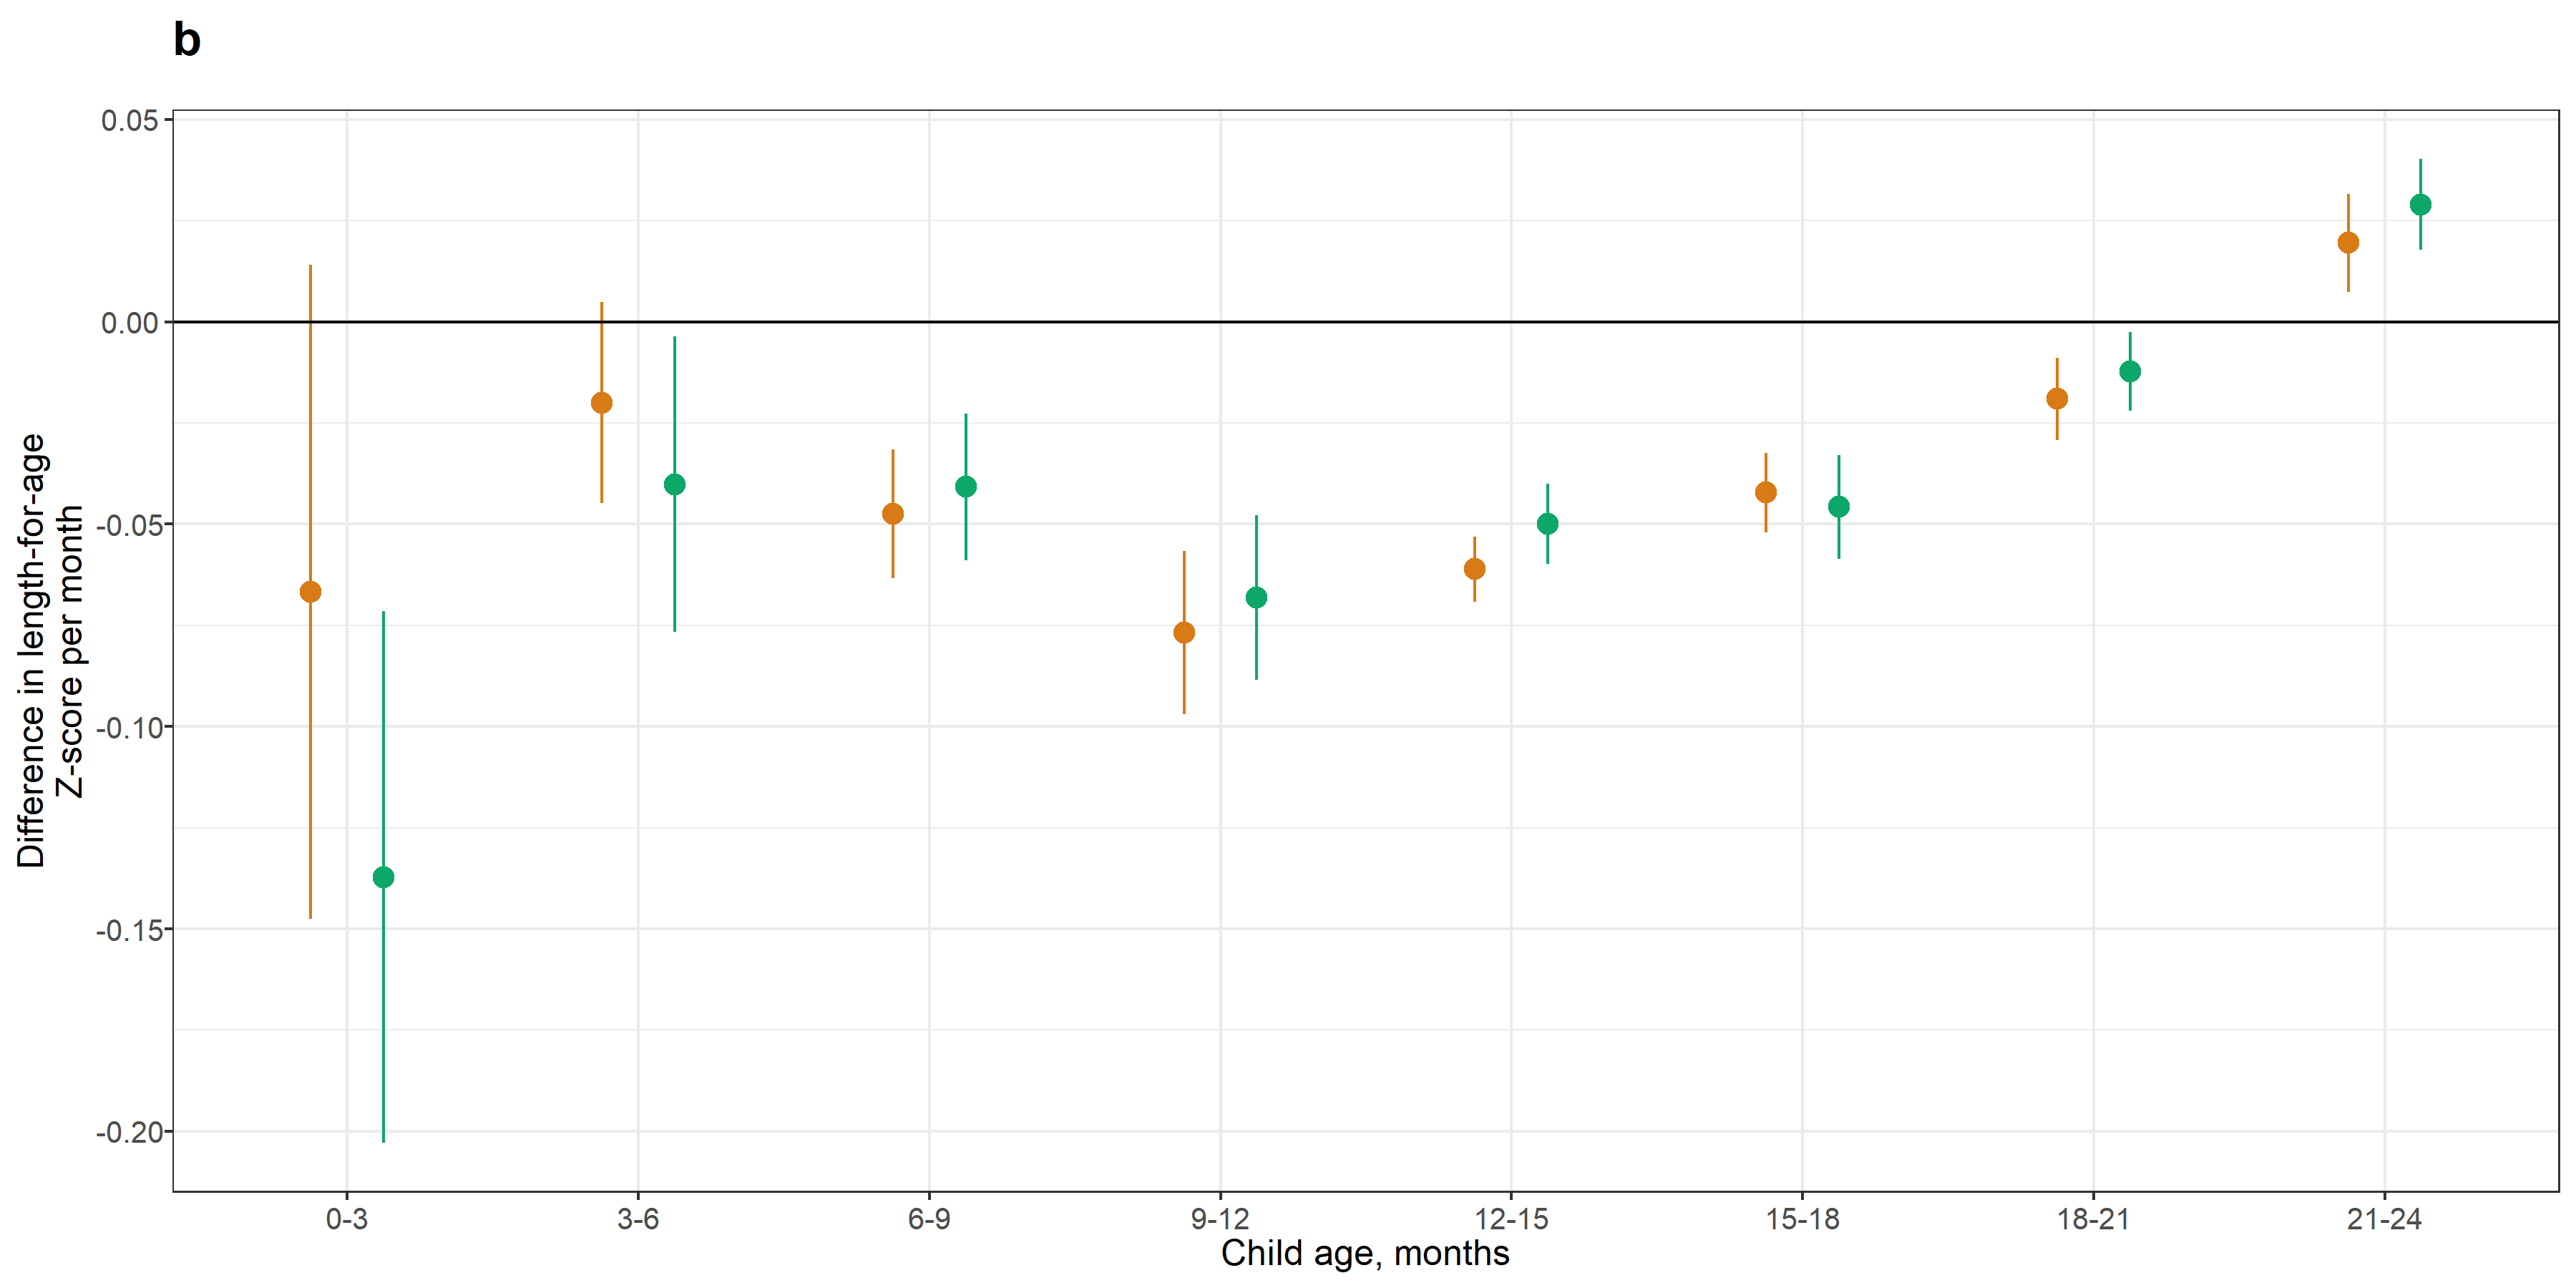 b
0.05
0.00
-0.05
-0.10
-0.15
-0.20
Difference in length-for-age
Z-score per month
0-3 3-6 6-9 9-12 12-15 15-18 18-21 21-24
Child age, months